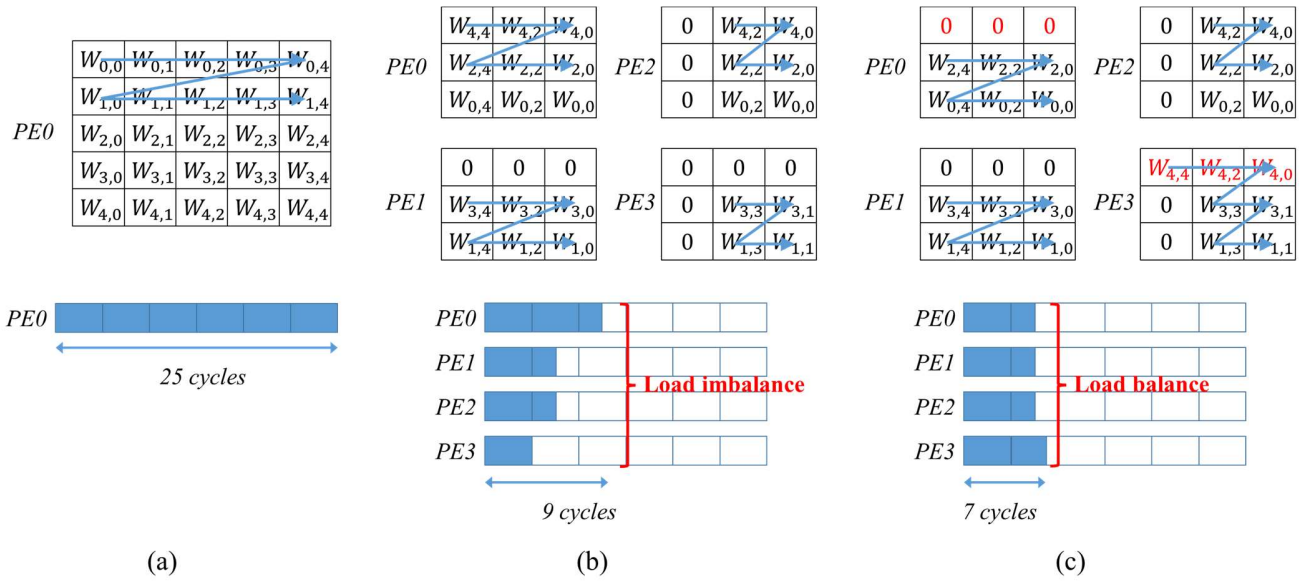 PE0
W0,0 W0,1 W0,2 W0,3 W0,4
W1,0 W1,1 W1,2 W1,3 W1,4
W2,0 W2,1 W2,2 W2,3 W2,4
W3,0 W3,1 W3,2 W3,3 W3,4
W4,0 W4,1 W4,2 W4,3 W4,4
PE0
25 cycles
(a)
PE0
W4,4 W4,2 W4,0
W2,4 W2,2 W2,0
W0,4 W0,2 W0,0
PE2
0 W4,2 W4,0
0 W2,2 W2,0
0 W0,2 W0,0
PE1
0 0 0
W3,4 W3,2 W3,0
W1,4 W1,2 W1,0
PE3
0 0 0
0 W3,3 W3,1
0 W1,3 W1,1
PE0
PE1
PE2
PE3
Load imbalance
9 cycles
(b)
PE0
0 0 0
W2,4 W2,2 W2,0
W0,4 W0,2 W0,0
PE2
0 W4,2 W4,0
0 W2,2 W2,0
0 W0,2 W0,0
PE1
0 0 0
W3,4 W3,2 W3,0
W1,4 W1,2 W1,0
PE3
W4,4 W4,2 W4,0
0 W3,3 W3,1
0 W1,3 W1,1
PE0
PE1
PE2
PE3
Load balance
7 cycles
(c)